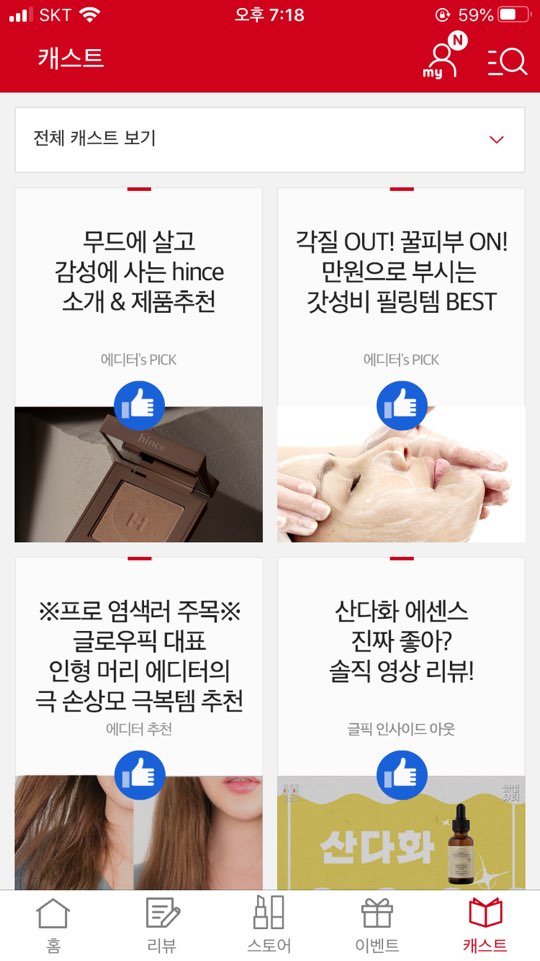 SKT 오후 7:18 59%
캐스트
my N
전체 캐스트 보기
무드에 살고
감성에 사는 hince
소개 & 제품추천
에디터's PICK
각질 OUT! 꿀피부 ON!
만원으로 부시는
갓성비 필링템 BEST
에디터's PICK
hince
H
※프로 염색러 주목※
글로우픽 대표
인형 머리 에디터의
극 손상모 극복템 추천
에디터 추천
산다화 에센스
진짜 좋아?
솔직 영상 리뷰!
글픽 인사이드 아웃
산다화
홈
리뷰
스토어
이벤트
캐스트